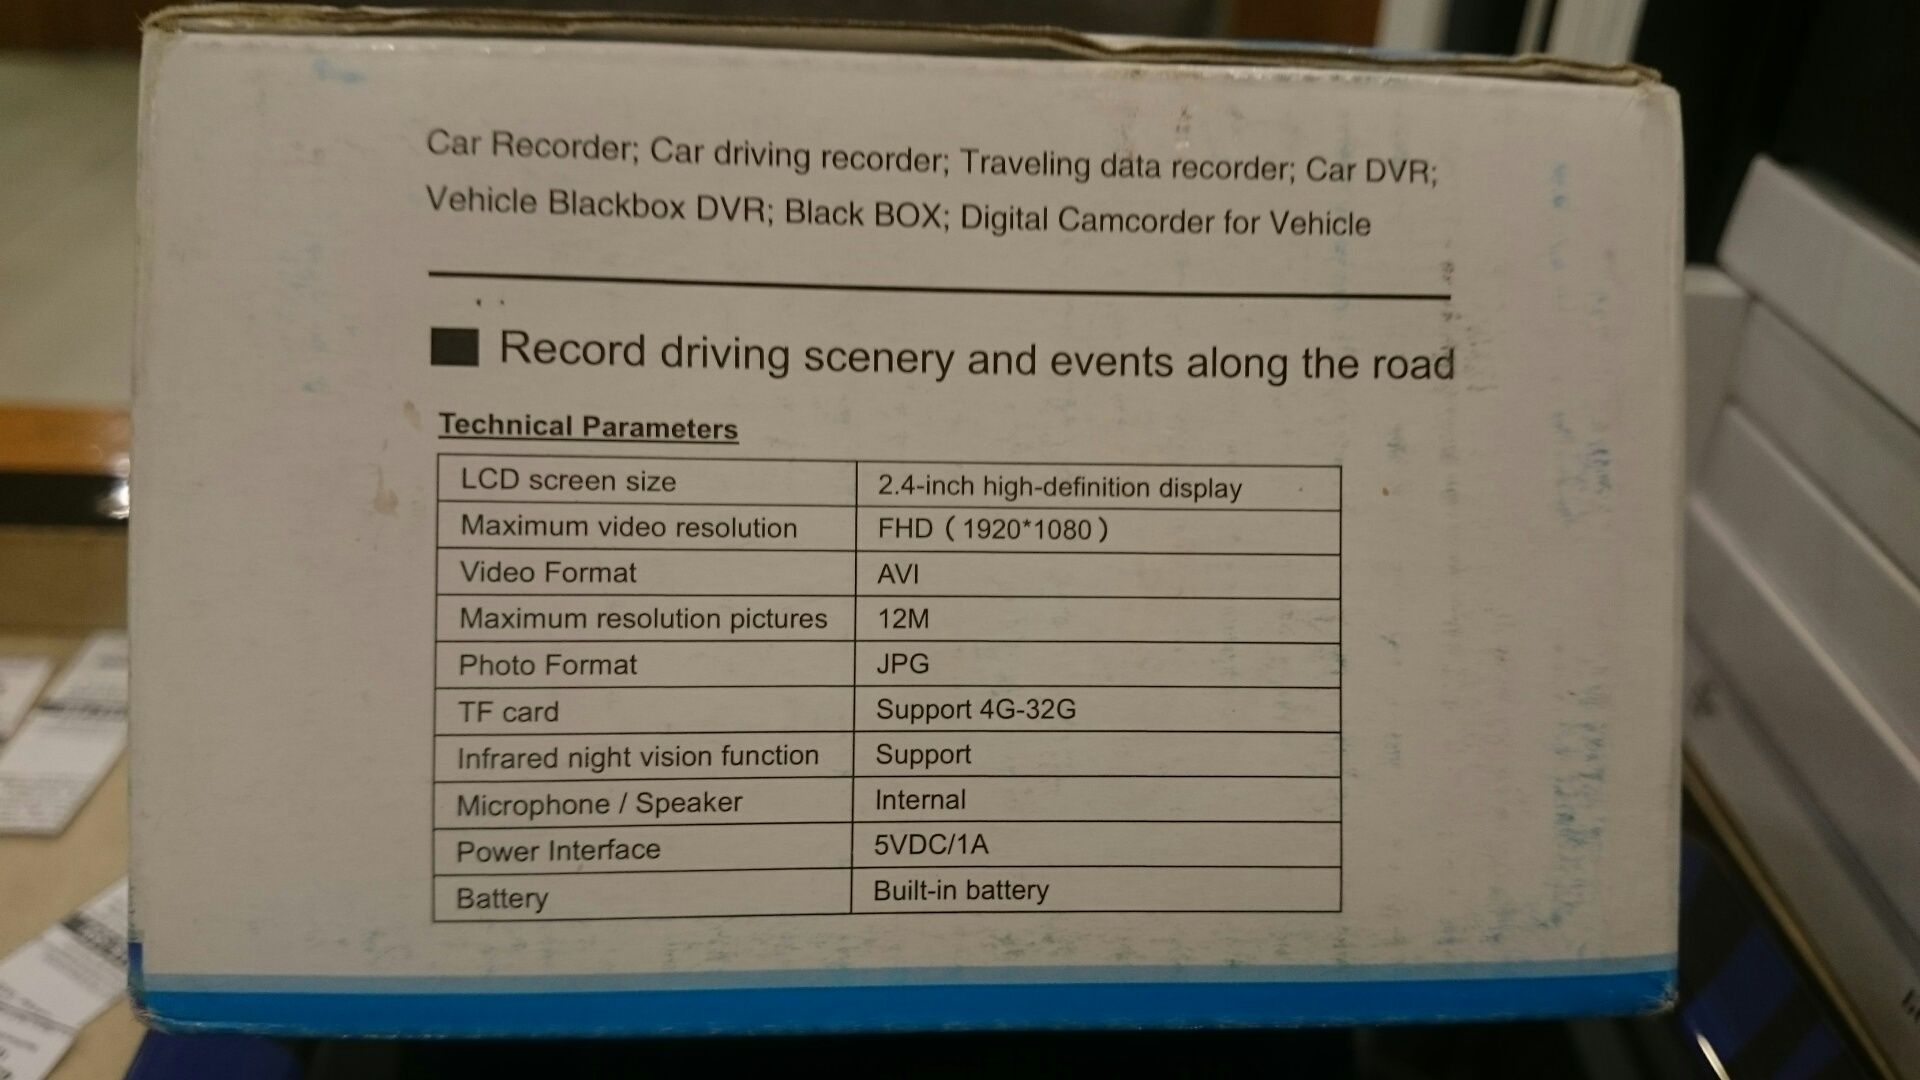 Car Recorder; Car driving recorder; Traveling data recorder; Car DVR;
Vehicle Blackbox DVR; Black BOX; Digital Camcorder for Vehicle
Record driving scenery and events along the road
Technical Parameters
LCD screen size 2.4-inch high-definition display
Maximum video resolution FHD ( 1920*1080 )
Video Format AVI
Maximum resolution pictures 12M
Photo Format JPG
TF card Support 4G-32G
Infrared night vision function Support
Microphone / Speaker Internal
Power Interface 5VDC/1A
Battery Built-in battery